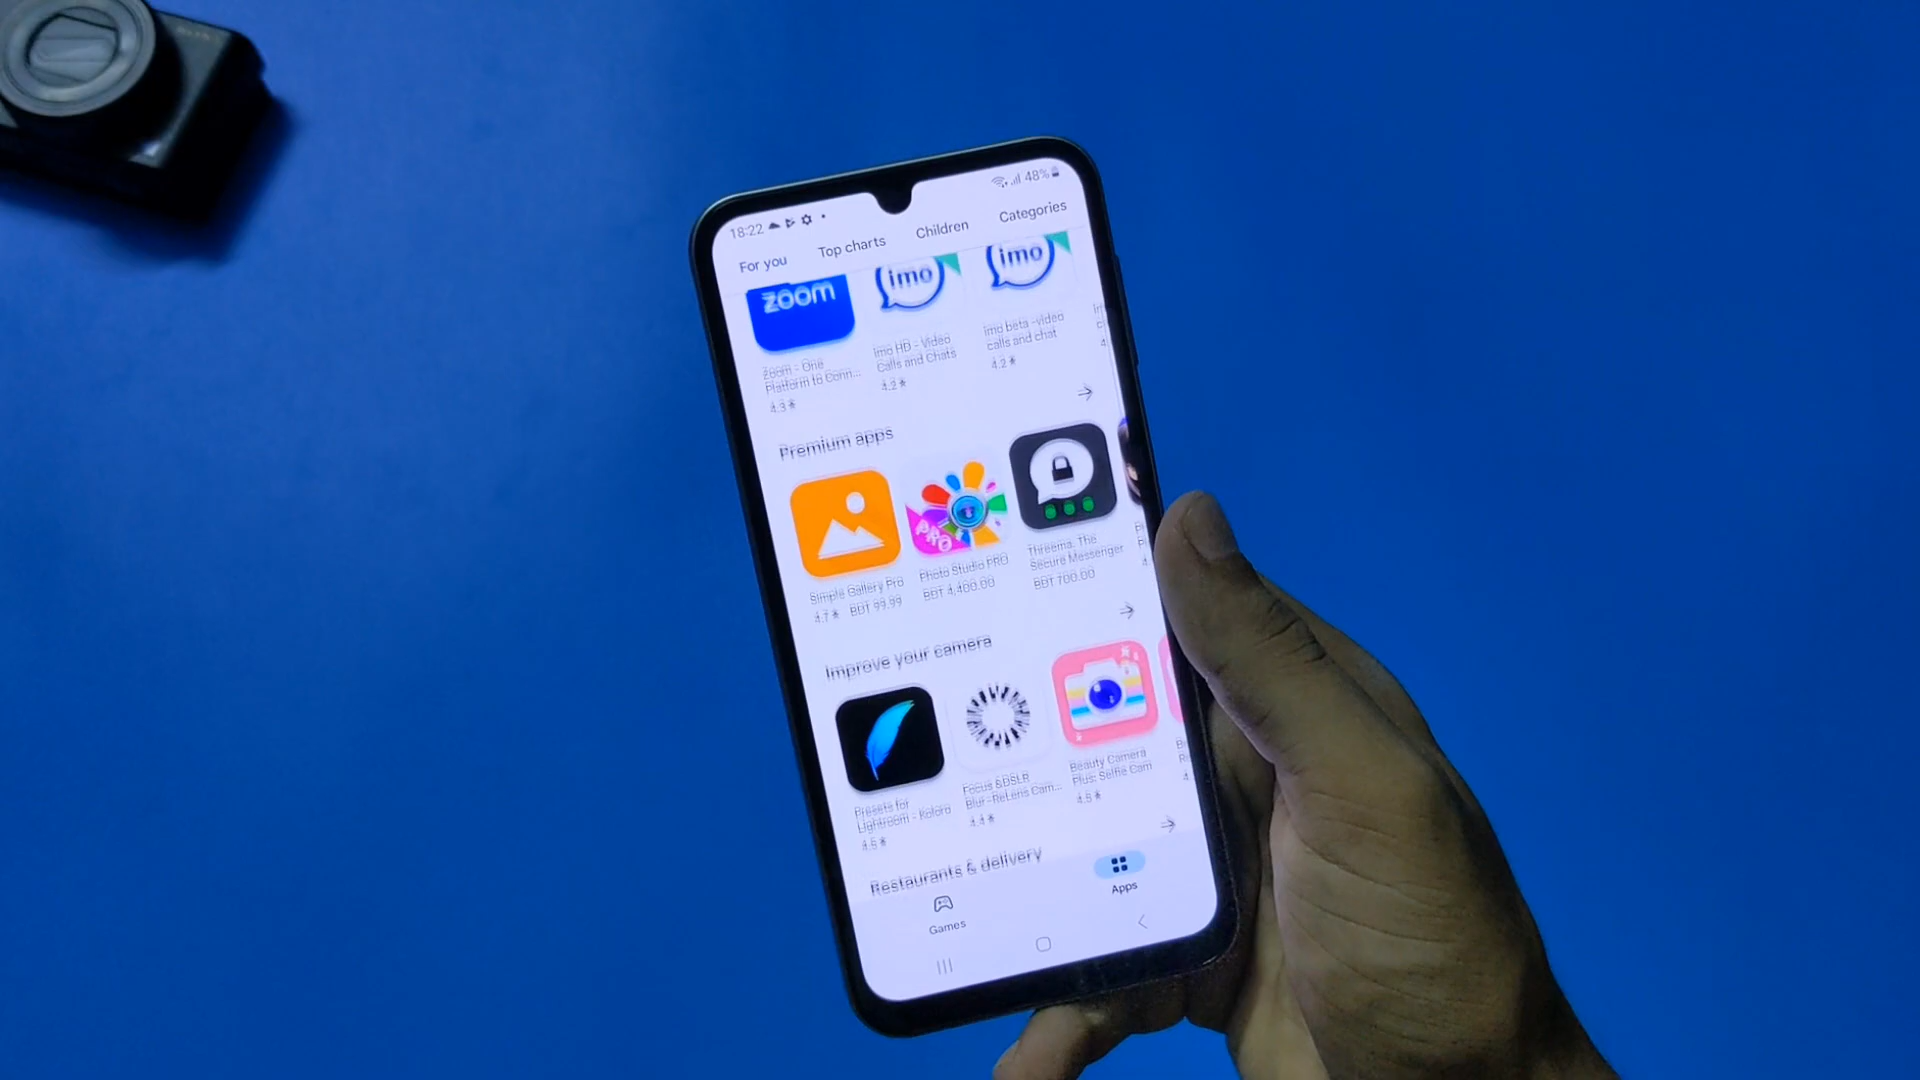 SONY
18:22
48%
For you
Top charts
Children
Categories
zoom
imo
imo
Zoom - One
Platform to Conn...
4.3★
imo HD - Video
Calls and Chats
4.2★
imo beta -video
calls and chat
4.2★
Premium apps
PRO
Simple Gallery Pro
4.7★ BDT 99.99
Photo Studio PRO
BDT 4,400.00
Threema. The
Secure Messenger
BDT 700.00
Improve your camera
Presets for
Lightroom - Koloro
4.5★
Focus &DSLR
Blur-ReLens Cam...
4.4★
Beauty Camera
Plus: Selfie Cam
4.5★
Restaurants & delivery
Games
Apps